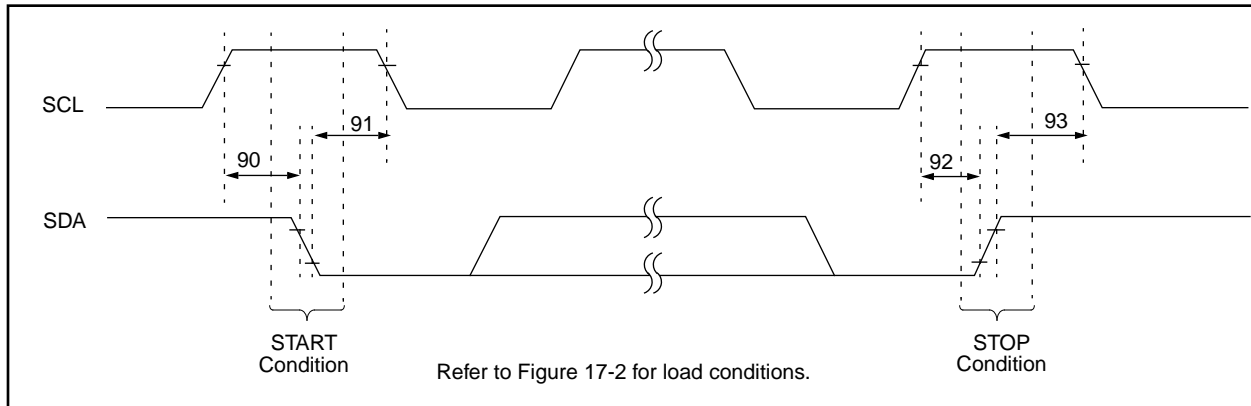 SCL
91
93
90
92
SDA
START
Condition
STOP
Condition
Refer to Figure 17-2 for load conditions.